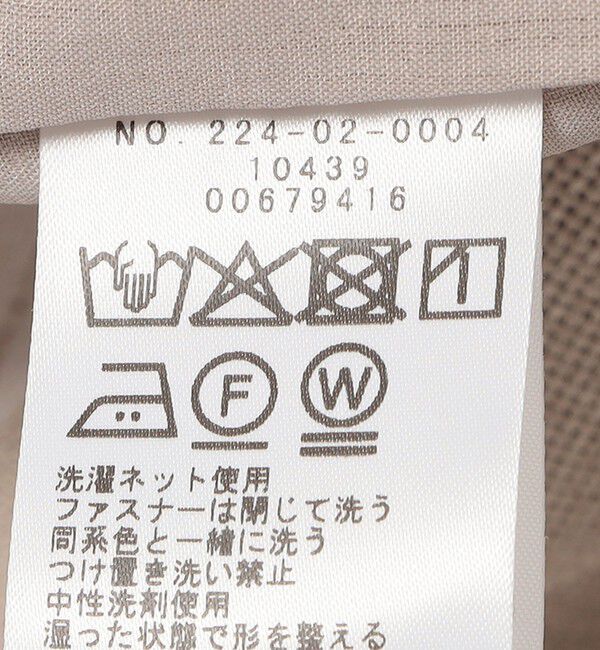 NO. 224-02-0004
10439
00679416
F W
洗濯ネット使用
ファスナーは閉じて洗う
同系色と一緒に洗う
つけ置き洗い禁止
中性洗剤使用
湿った状態で形を整える